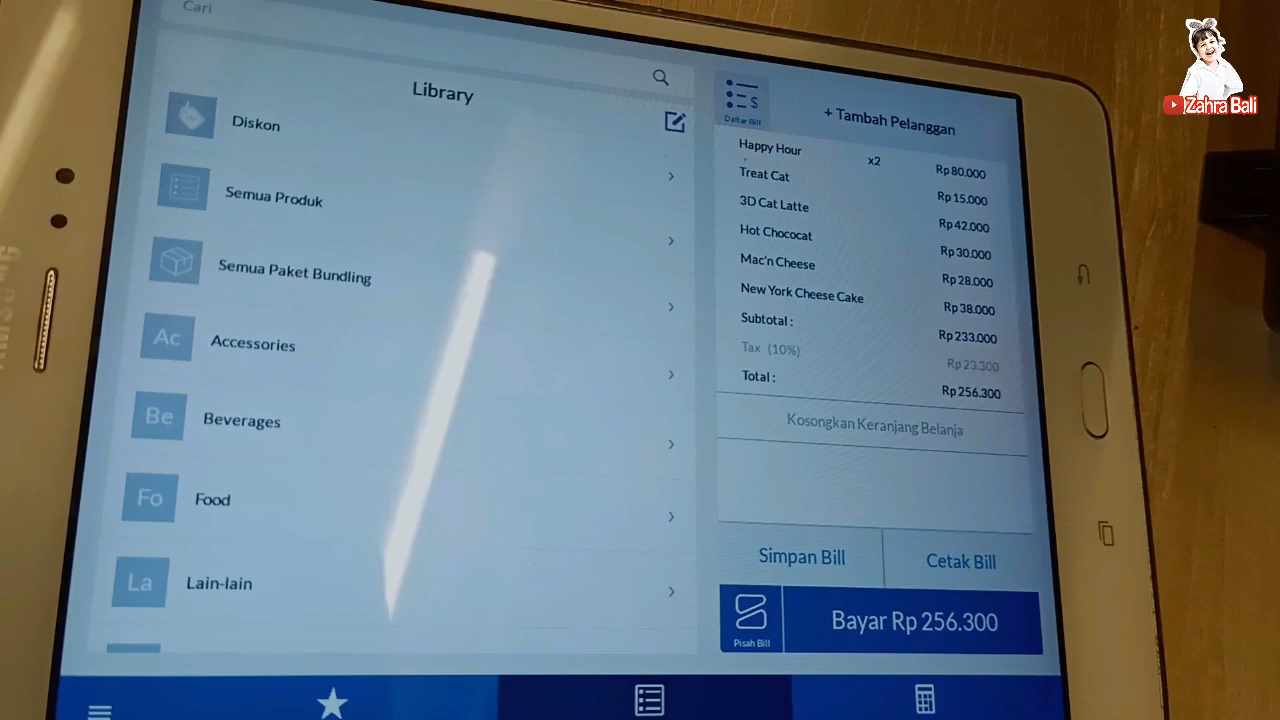 Cari
Library
Diskon
Semua Produk
Semua Paket Bundling
Ac Accessories
Be Beverages
Fo Food
La Lain-lain
Daftar Bill
+ Tambah Pelanggan
Happy Hour x2 Rp 80.000
Treat Cat Rp 15.000
3D Cat Latte Rp 42.000
Hot Chococat Rp 30.000
Mac'n Cheese Rp 28.000
New York Cheese Cake Rp 38.000
Subtotal : Rp 233.000
Tax (10%) Rp 23.300
Total : Rp 256.300
Kosongkan Keranjang Belanja
Simpan Bill Cetak Bill
Pisah Bill
Bayar Rp 256.300
Zahra Bali